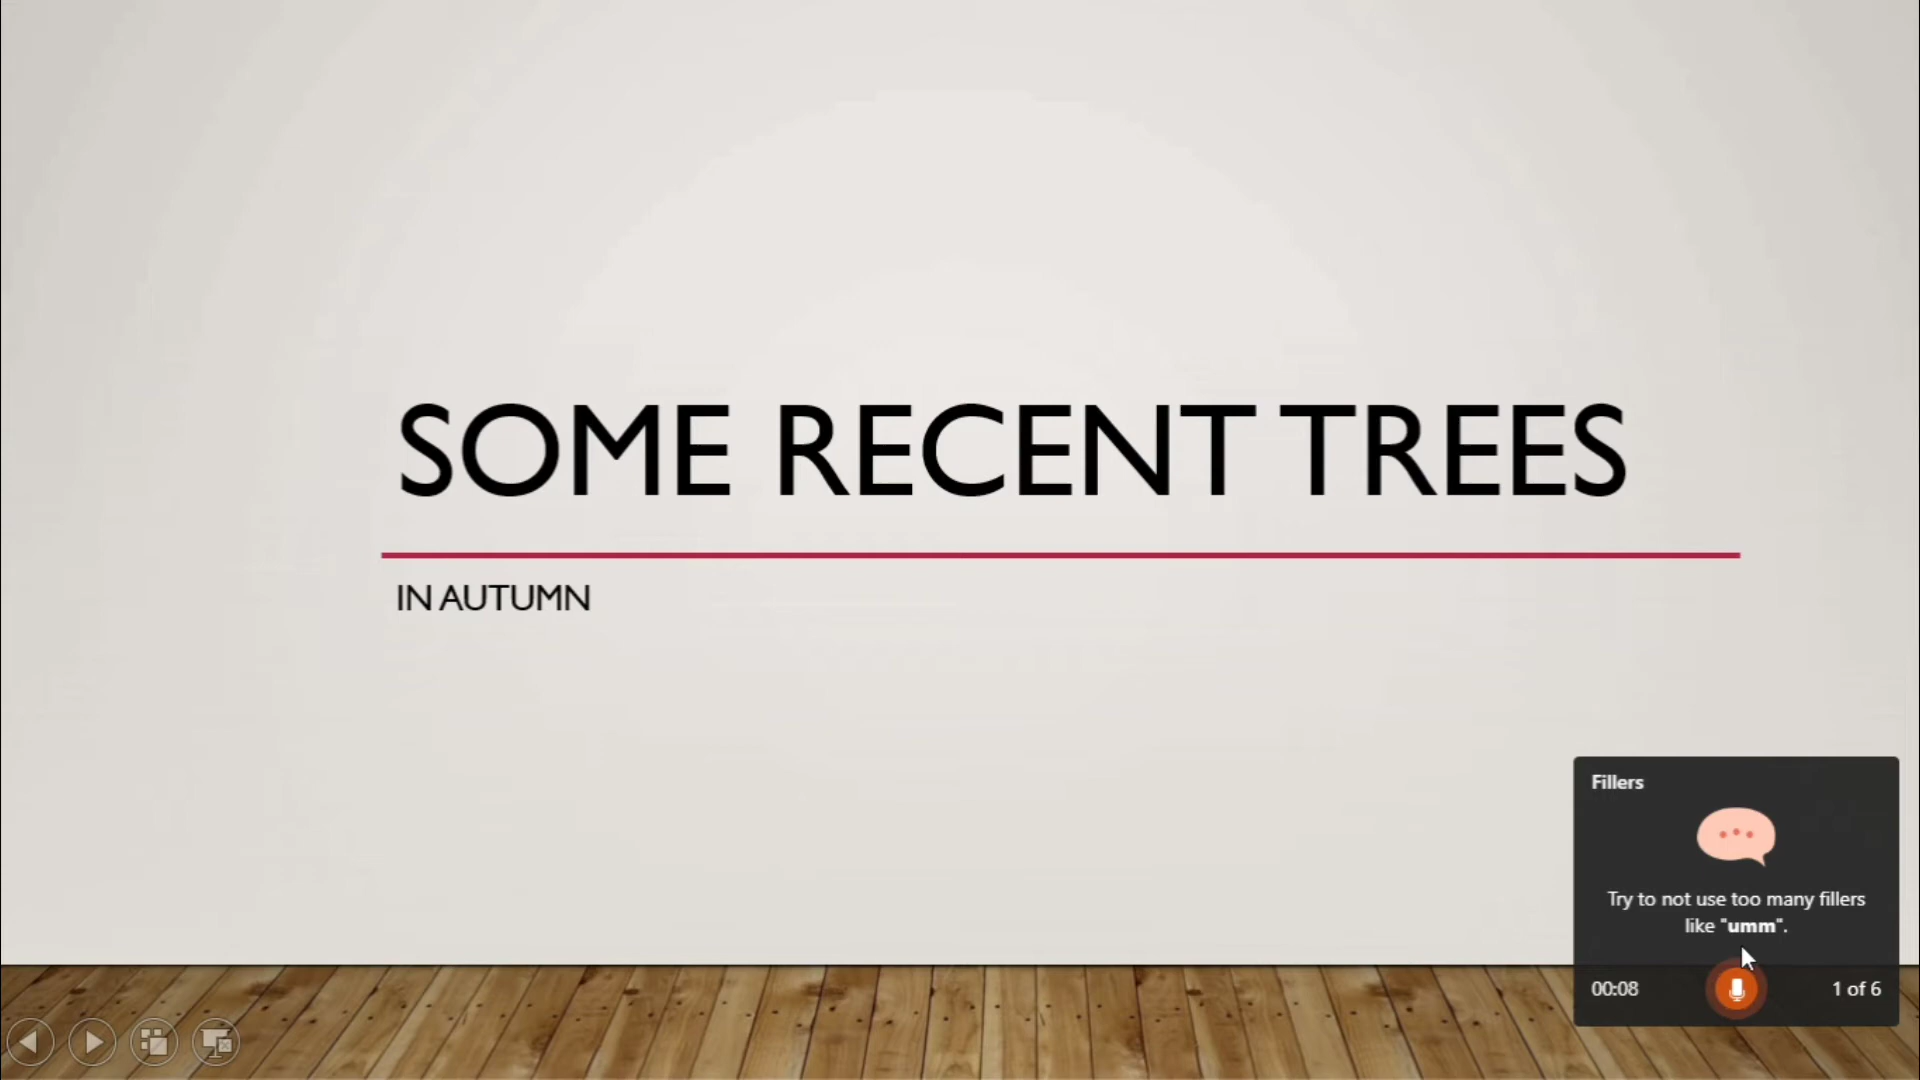 SOME RECENT TREES
IN AUTUMN
Fillers
Try to not use too many fillers
like "umm".
00:08
1 of 6